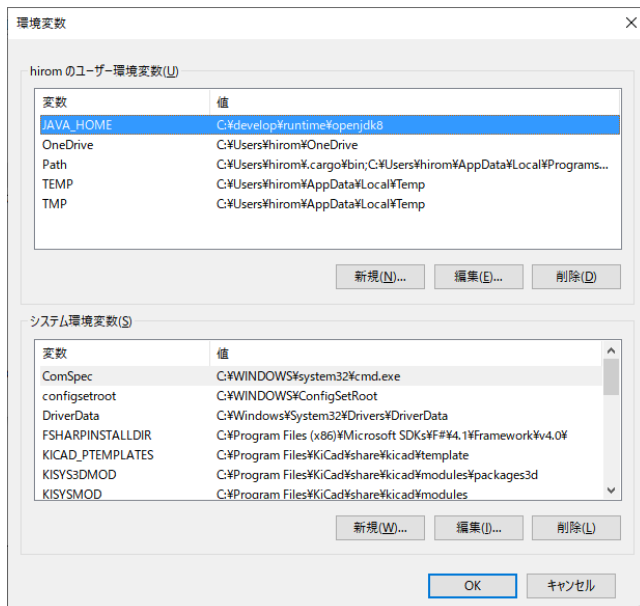 環境変数
hirom のユーザー環境変数(U)
変数 値
JAVA_HOME C:¥develop¥runtime¥openjdk8
OneDrive C:¥Users¥hirom¥OneDrive
Path C:¥Users¥hirom¥.cargo¥bin;C:¥Users¥hirom¥AppData¥Local¥Programs...
TEMP C:¥Users¥hirom¥AppData¥Local¥Temp
TMP C:¥Users¥hirom¥AppData¥Local¥Temp
新規(N)... 編集(E)... 削除(D)
システム環境変数(S)
変数 値
ComSpec C:¥WINDOWS¥system32¥cmd.exe
configsetroot C:¥WINDOWS¥ConfigSetRoot
DriverData C:¥Windows¥System32¥Drivers¥DriverData
FSHARPINSTALLDIR C:¥Program Files (x86)¥Microsoft SDKs¥F#¥4.1¥Framework¥v4.0¥
KICAD_PTEMPLATES C:¥Program Files¥KiCad¥share¥kicad¥template
KISYS3DMOD C:¥Program Files¥KiCad¥share¥kicad¥modules¥packages3d
KISYSMOD C:¥Program Files¥KiCad¥share¥kicad¥modules
新規(W)... 編集(I)... 削除(L)
OK キャンセル